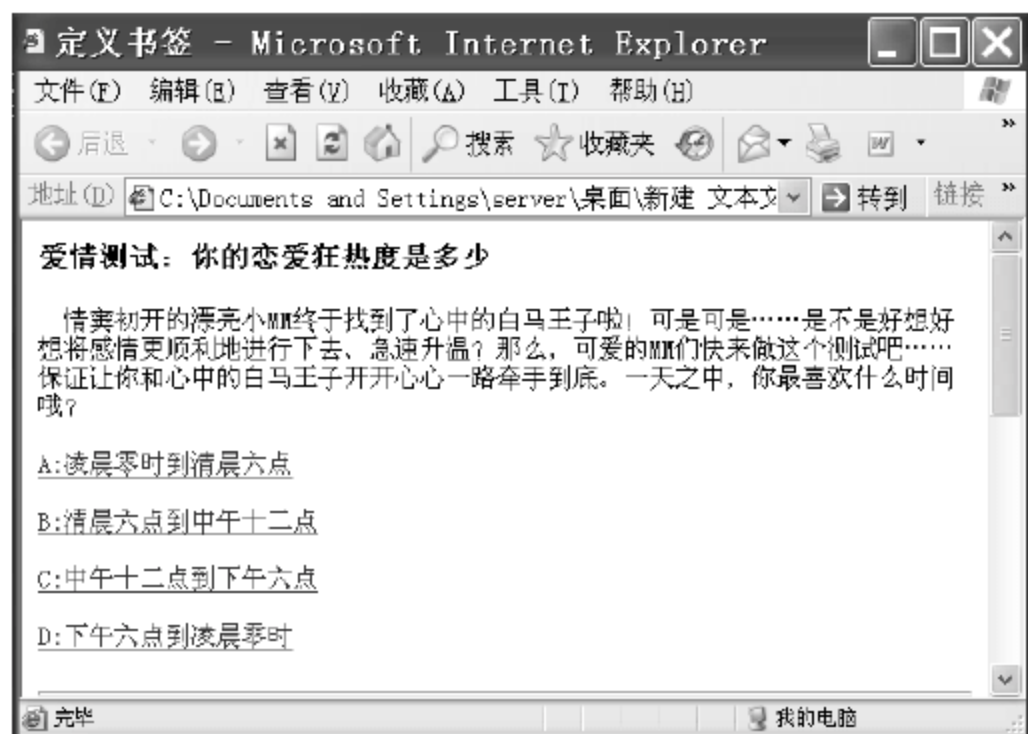 定义书签 - Microsoft Internet Explorer
文件(F) 编辑(E) 查看(V) 收藏(A) 工具(T) 帮助(H)
后退 搜索 收藏夹
地址(D) C:\Documents and Settings\server\桌面\新建 文本文 转到 链接
爱情测试：你的恋爱狂热度是多少
情窦初开的漂亮小MM终于找到了心中的白马王子啦！可是可是……是不是好想好
想将感情更顺利地进行下去、急速升温？那么，可爱的MM们快来做这个测试吧……
保证让你和心中的白马王子开开心心一路牵手到底。一天之中，你最喜欢什么时间
哦？
A:凌晨零时到清晨六点
B:清晨六点到中午十二点
C:中午十二点到下午六点
D:下午六点到凌晨零时
完毕 我的电脑